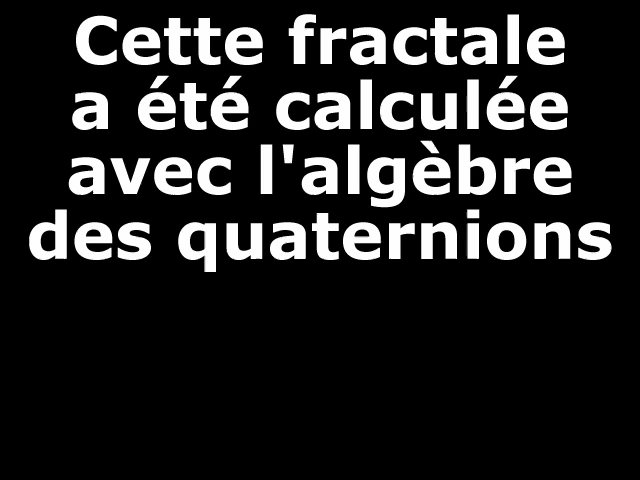 Cette fractale
a été calculée
avec l'algèbre
des quaternions